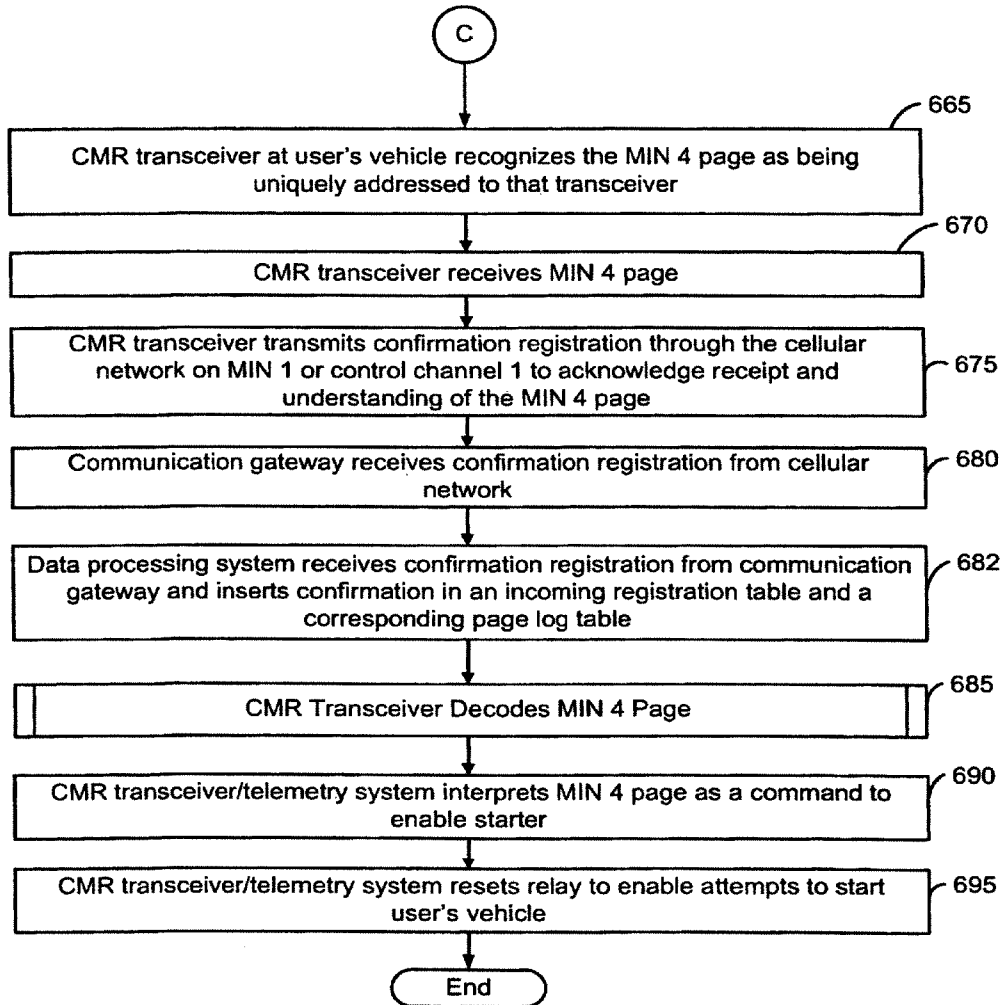 C
665
CMR transceiver at user's vehicle recognizes the MIN 4 page as being
uniquely addressed to that transceiver
670
CMR transceiver receives MIN 4 page
CMR transceiver transmits confirmation registration through the cellular
network on MIN 1 or control channel 1 to acknowledge receipt and
understanding of the MIN 4 page
675
Communication gateway receives confirmation registration from cellular
network
680
Data processing system receives confirmation registration from communication
gateway and inserts confirmation in an incoming registration table and a
corresponding page log table
682
CMR Transceiver Decodes MIN 4 Page
685
CMR transceiver/telemetry system interprets MIN 4 page as a command to
enable starter
690
CMR transceiver/telemetry system resets relay to enable attempts to start
user's vehicle
695
End